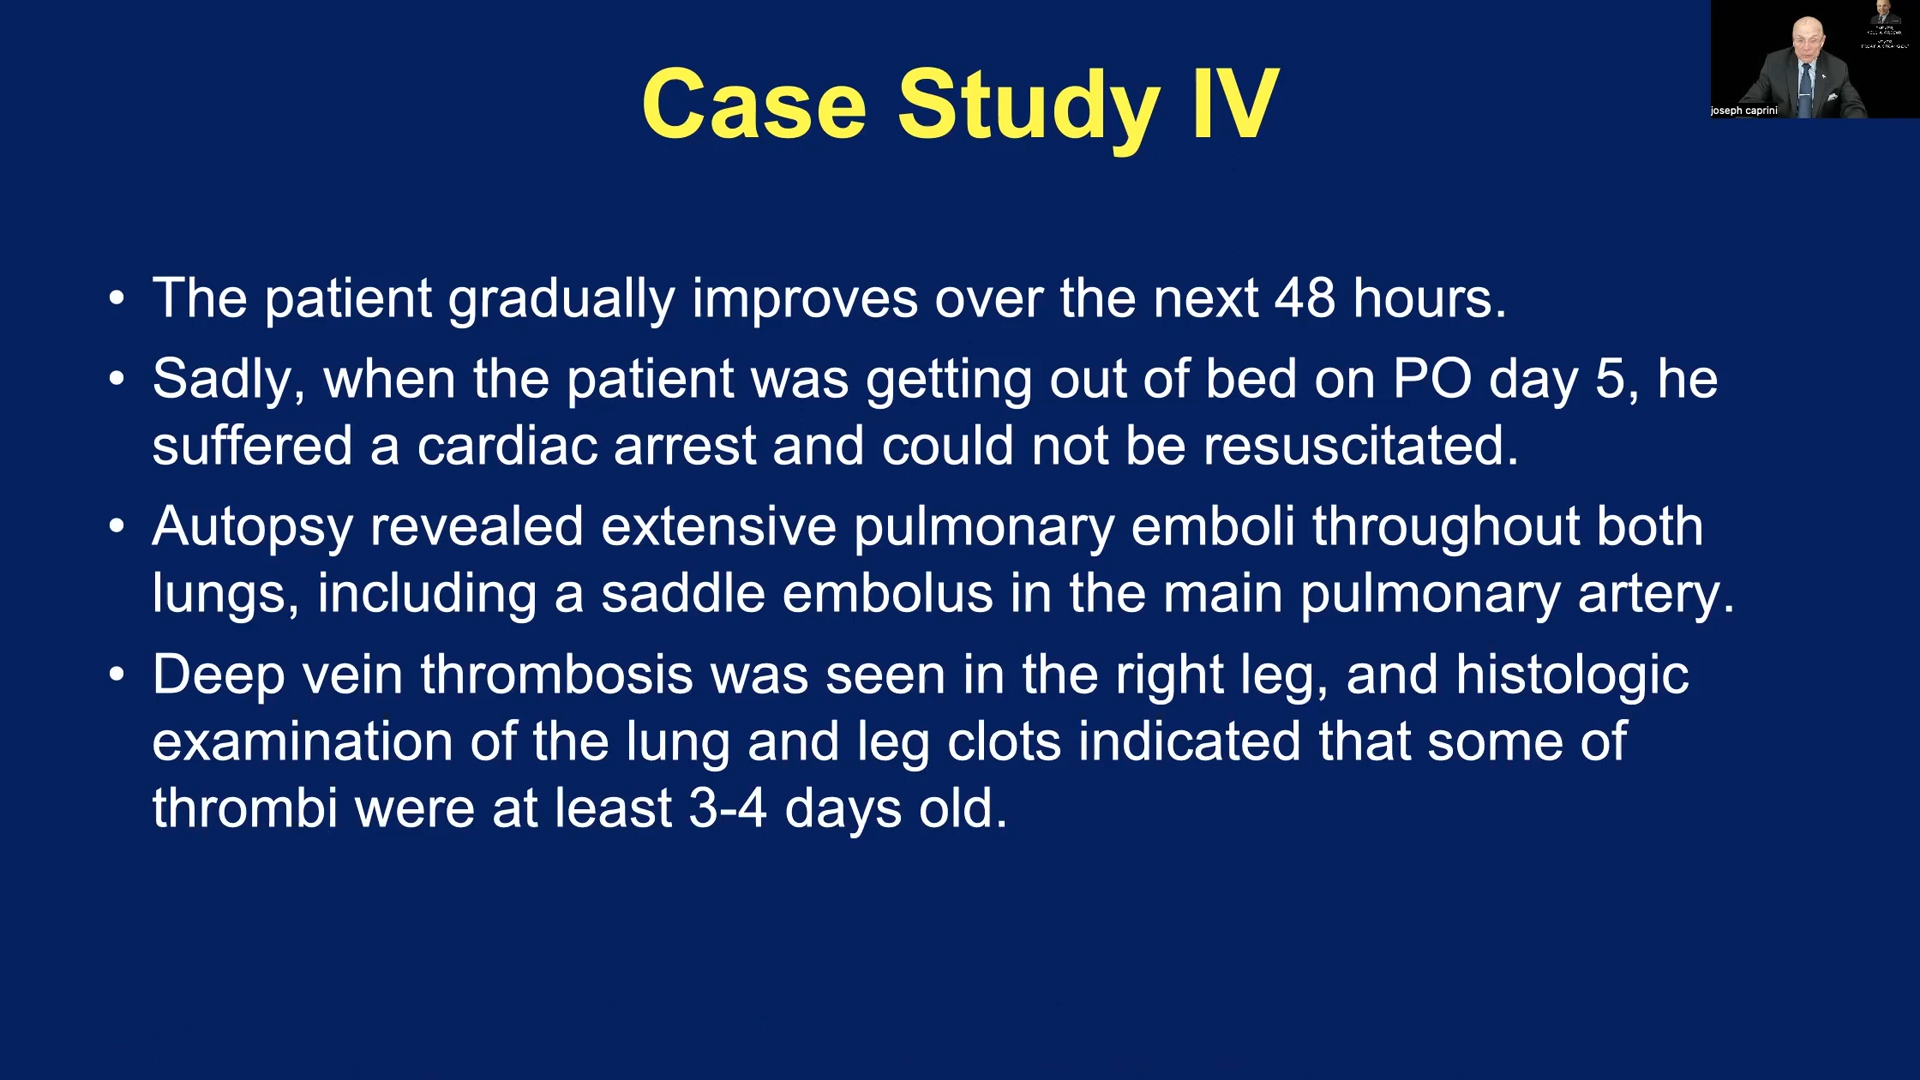 Case Study IV
joseph caprini
• The patient gradually improves over the next 48 hours.
• Sadly, when the patient was getting out of bed on PO day 5, he
suffered a cardiac arrest and could not be resuscitated.
• Autopsy revealed extensive pulmonary emboli throughout both
lungs, including a saddle embolus in the main pulmonary artery.
• Deep vein thrombosis was seen in the right leg, and histologic
examination of the lung and leg clots indicated that some of
thrombi were at least 3-4 days old.